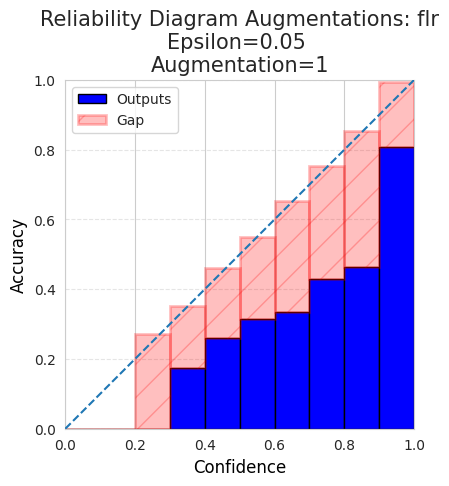 Reliability Diagram Augmentations: flr
Epsilon=0.05
Augmentation=1
Outputs
Gap
1.0
0.8
0.6
0.4
0.2
0.0
Accuracy
0.0 0.2 0.4 0.6 0.8 1.0
Confidence